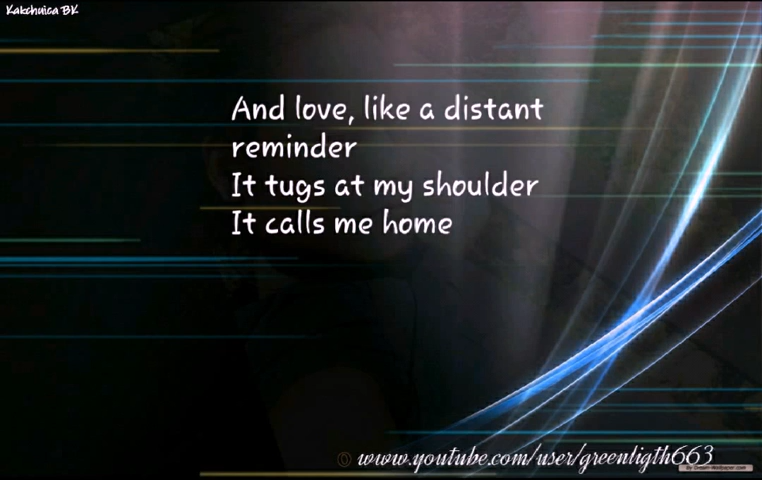 Kakchuica BK
And love, like a distant
reminder
It tugs at my shoulder
It calls me home
www.youtube.com/user/greenligth663